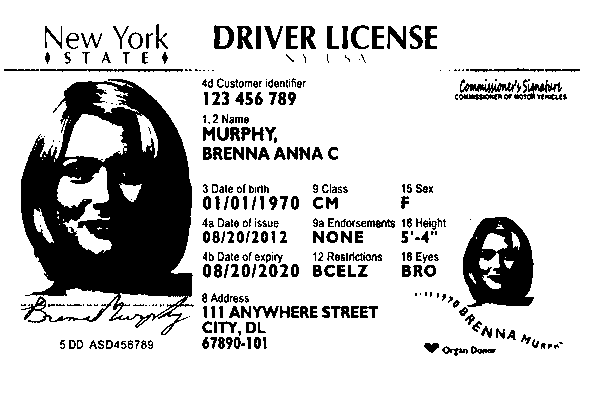 New York
STATE
DRIVER LICENSE
NY USA
Commissioner's Signature
COMMISSIONER OF MOTOR VEHICLES
4d Customer identifier
123 456 789
1, 2 Name
MURPHY,
BRENNA ANNA C
3 Date of birth 9 Class 15 Sex
01/01/1970 CM F
4a Date of issue 9a Endorsements 16 Height
08/20/2012 NONE 5'-4"
4b Date of expiry 12 Restrictions 18 Eyes
08/20/2020 BCELZ BRO
8 Address
111 ANYWHERE STREET
CITY, DL
67890-101
Brenna Murphy
5 DD ASD456789
BRENNA MURPHY
Organ Donor